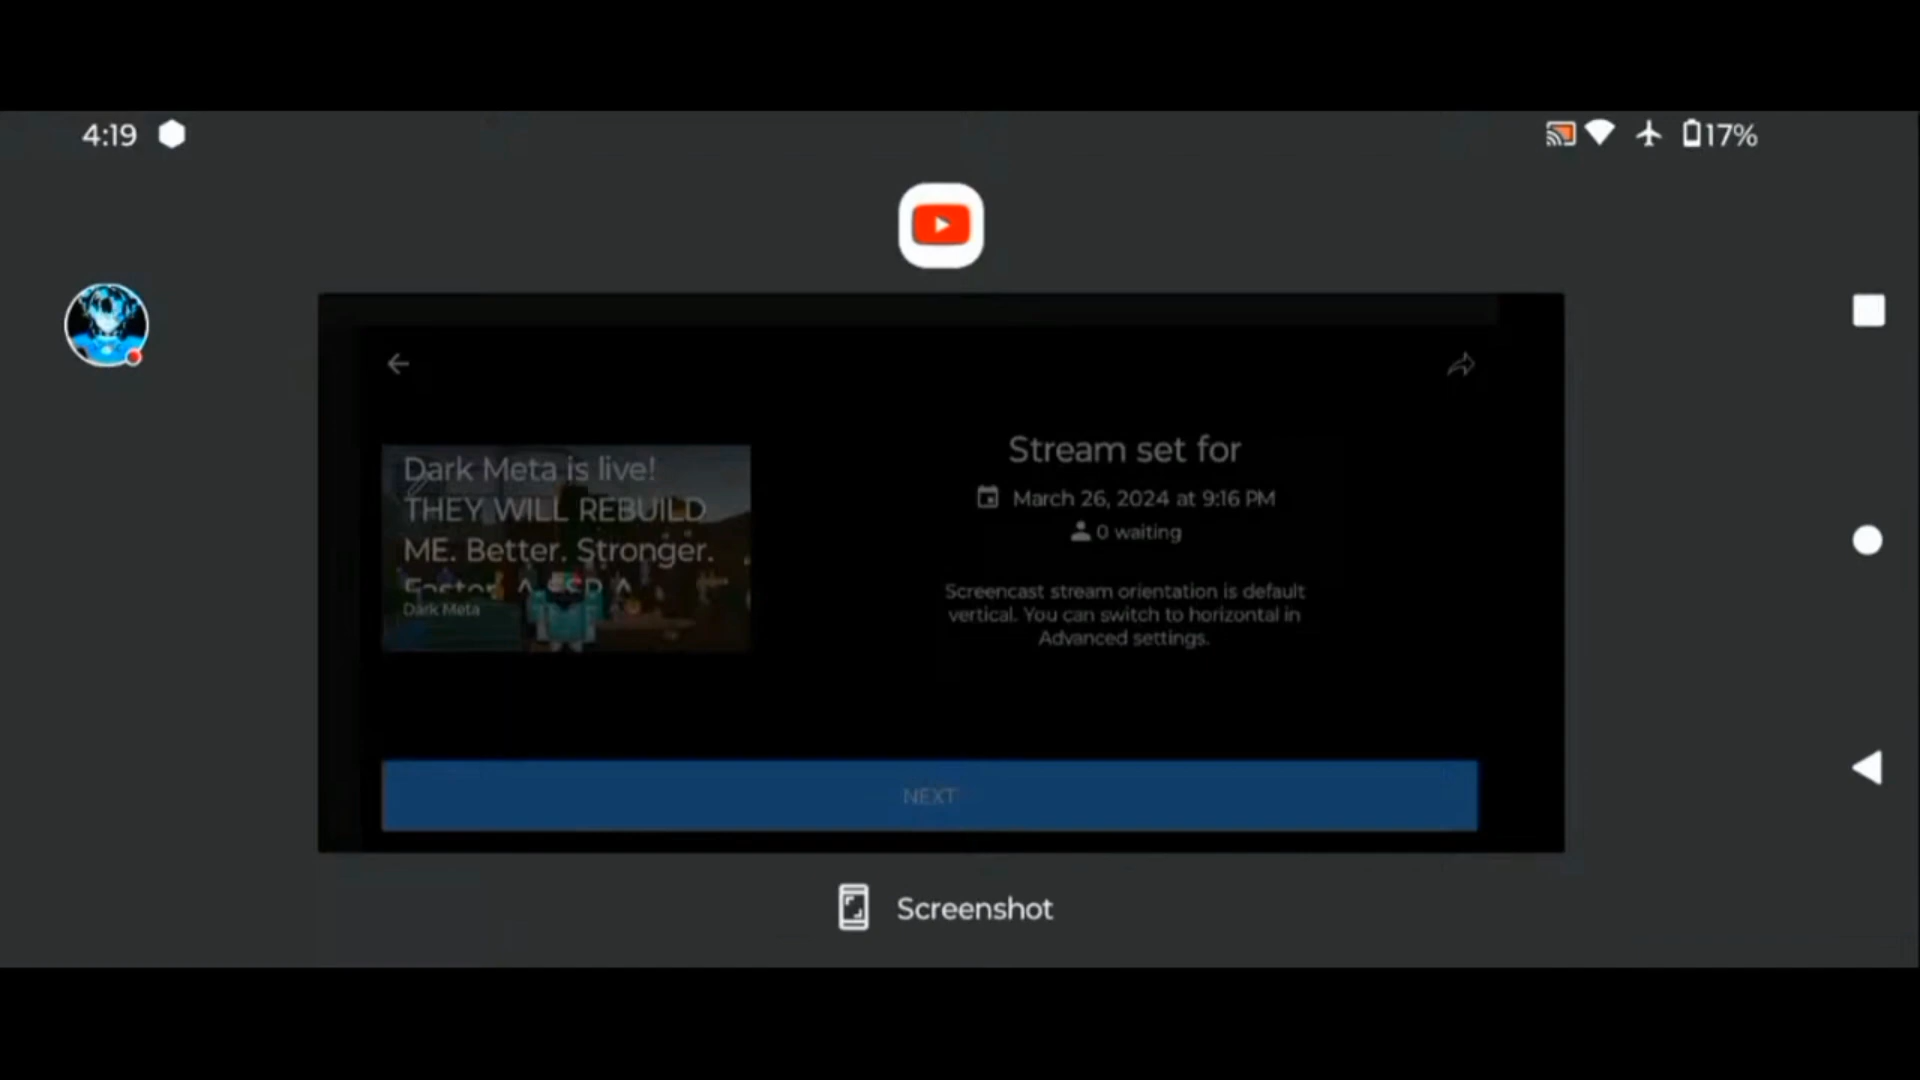 4:19
17%
Dark Meta is live!
THEY WILL REBUILD
ME. Better. Stronger.
Dark Meta
Stream set for
March 26, 2024 at 9:16 PM
0 waiting
Screencast stream orientation is default
vertical. You can switch to horizontal in
Advanced settings.
NEXT
Screenshot